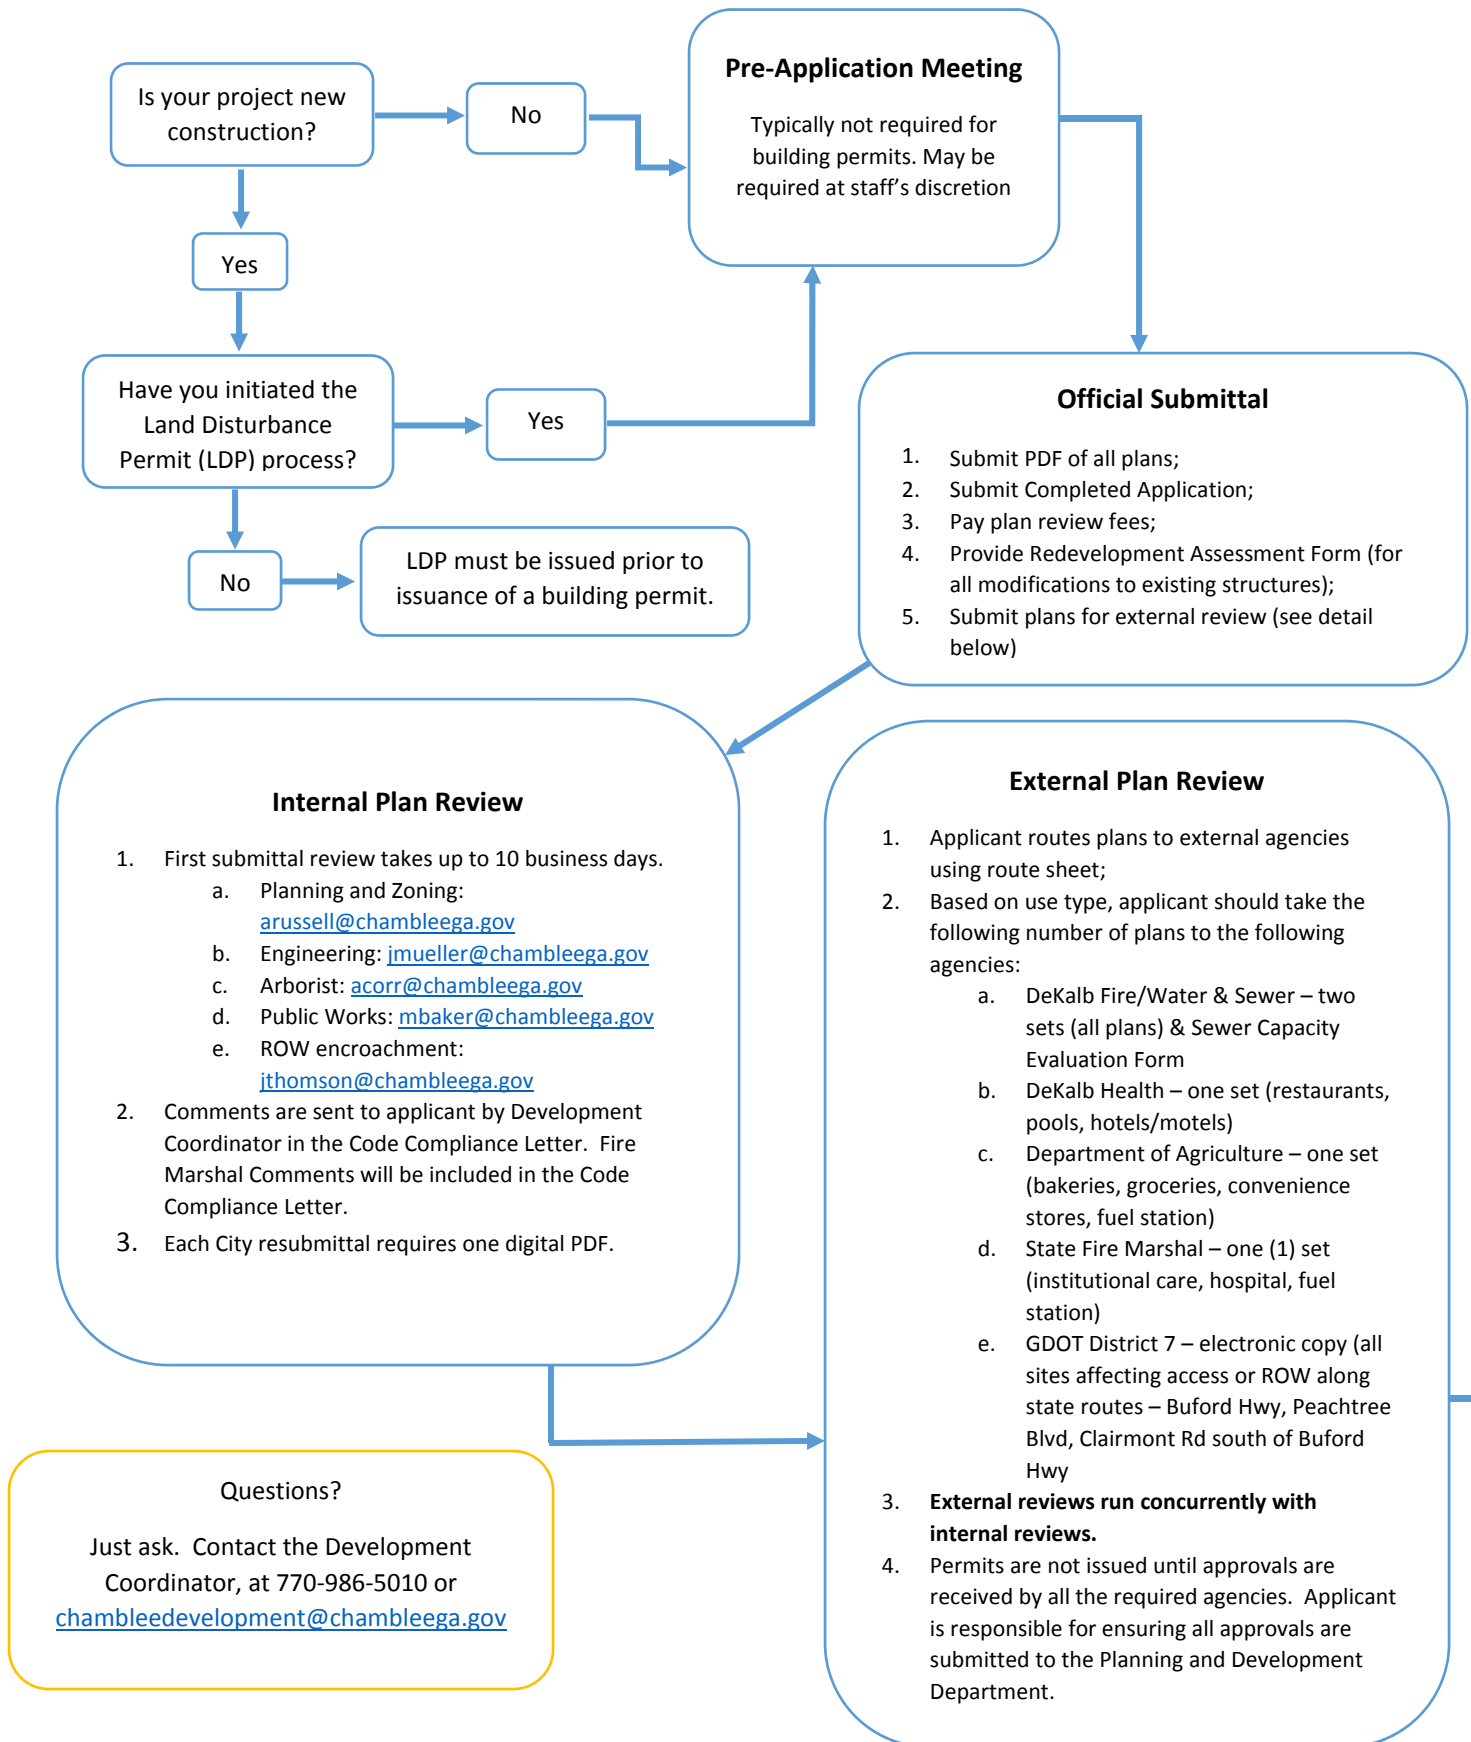 Is your project new
construction?
No
Pre-Application Meeting
Typically not required for
building permits. May be
required at staff's discretion
Yes
Have you initiated the
Land Disturbance
Permit (LDP) process?
Yes
No
LDP must be issued prior to
issuance of a building permit.
Official Submittal
1. Submit PDF of all plans;
2. Submit Completed Application;
3. Pay plan review fees;
4. Provide Redevelopment Assessment Form (for
all modifications to existing structures);
5. Submit plans for external review (see detail
below)
Internal Plan Review
1. First submittal review takes up to 10 business days.
a. Planning and Zoning:
arussell@chambleega.gov
b. Engineering: jmueller@chambleega.gov
c. Arborist: acorr@chambleega.gov
d. Public Works: mbaker@chambleega.gov
e. ROW encroachment:
jthomson@chambleega.gov
2. Comments are sent to applicant by Development
Coordinator in the Code Compliance Letter.  Fire
Marshal Comments will be included in the Code
Compliance Letter.
3. Each City resubmittal requires one digital PDF.
External Plan Review
1. Applicant routes plans to external agencies
using route sheet;
2. Based on use type, applicant should take the
following number of plans to the following
agencies:
a. DeKalb Fire/Water & Sewer – two
sets (all plans) & Sewer Capacity
Evaluation Form
b. DeKalb Health – one set (restaurants,
pools, hotels/motels)
c. Department of Agriculture – one set
(bakeries, groceries, convenience
stores, fuel station)
d. State Fire Marshal – one (1) set
(institutional care, hospital, fuel
station)
e. GDOT District 7 – electronic copy (all
sites affecting access or ROW along
state routes – Buford Hwy, Peachtree
Blvd, Clairmont Rd south of Buford
Hwy
3. External reviews run concurrently with
internal reviews.
4. Permits are not issued until approvals are
received by all the required agencies.  Applicant
is responsible for ensuring all approvals are
submitted to the Planning and Development
Department.
Questions?
Just ask.  Contact the Development
Coordinator, at 770-986-5010 or
chambleedevelopment@chambleega.gov